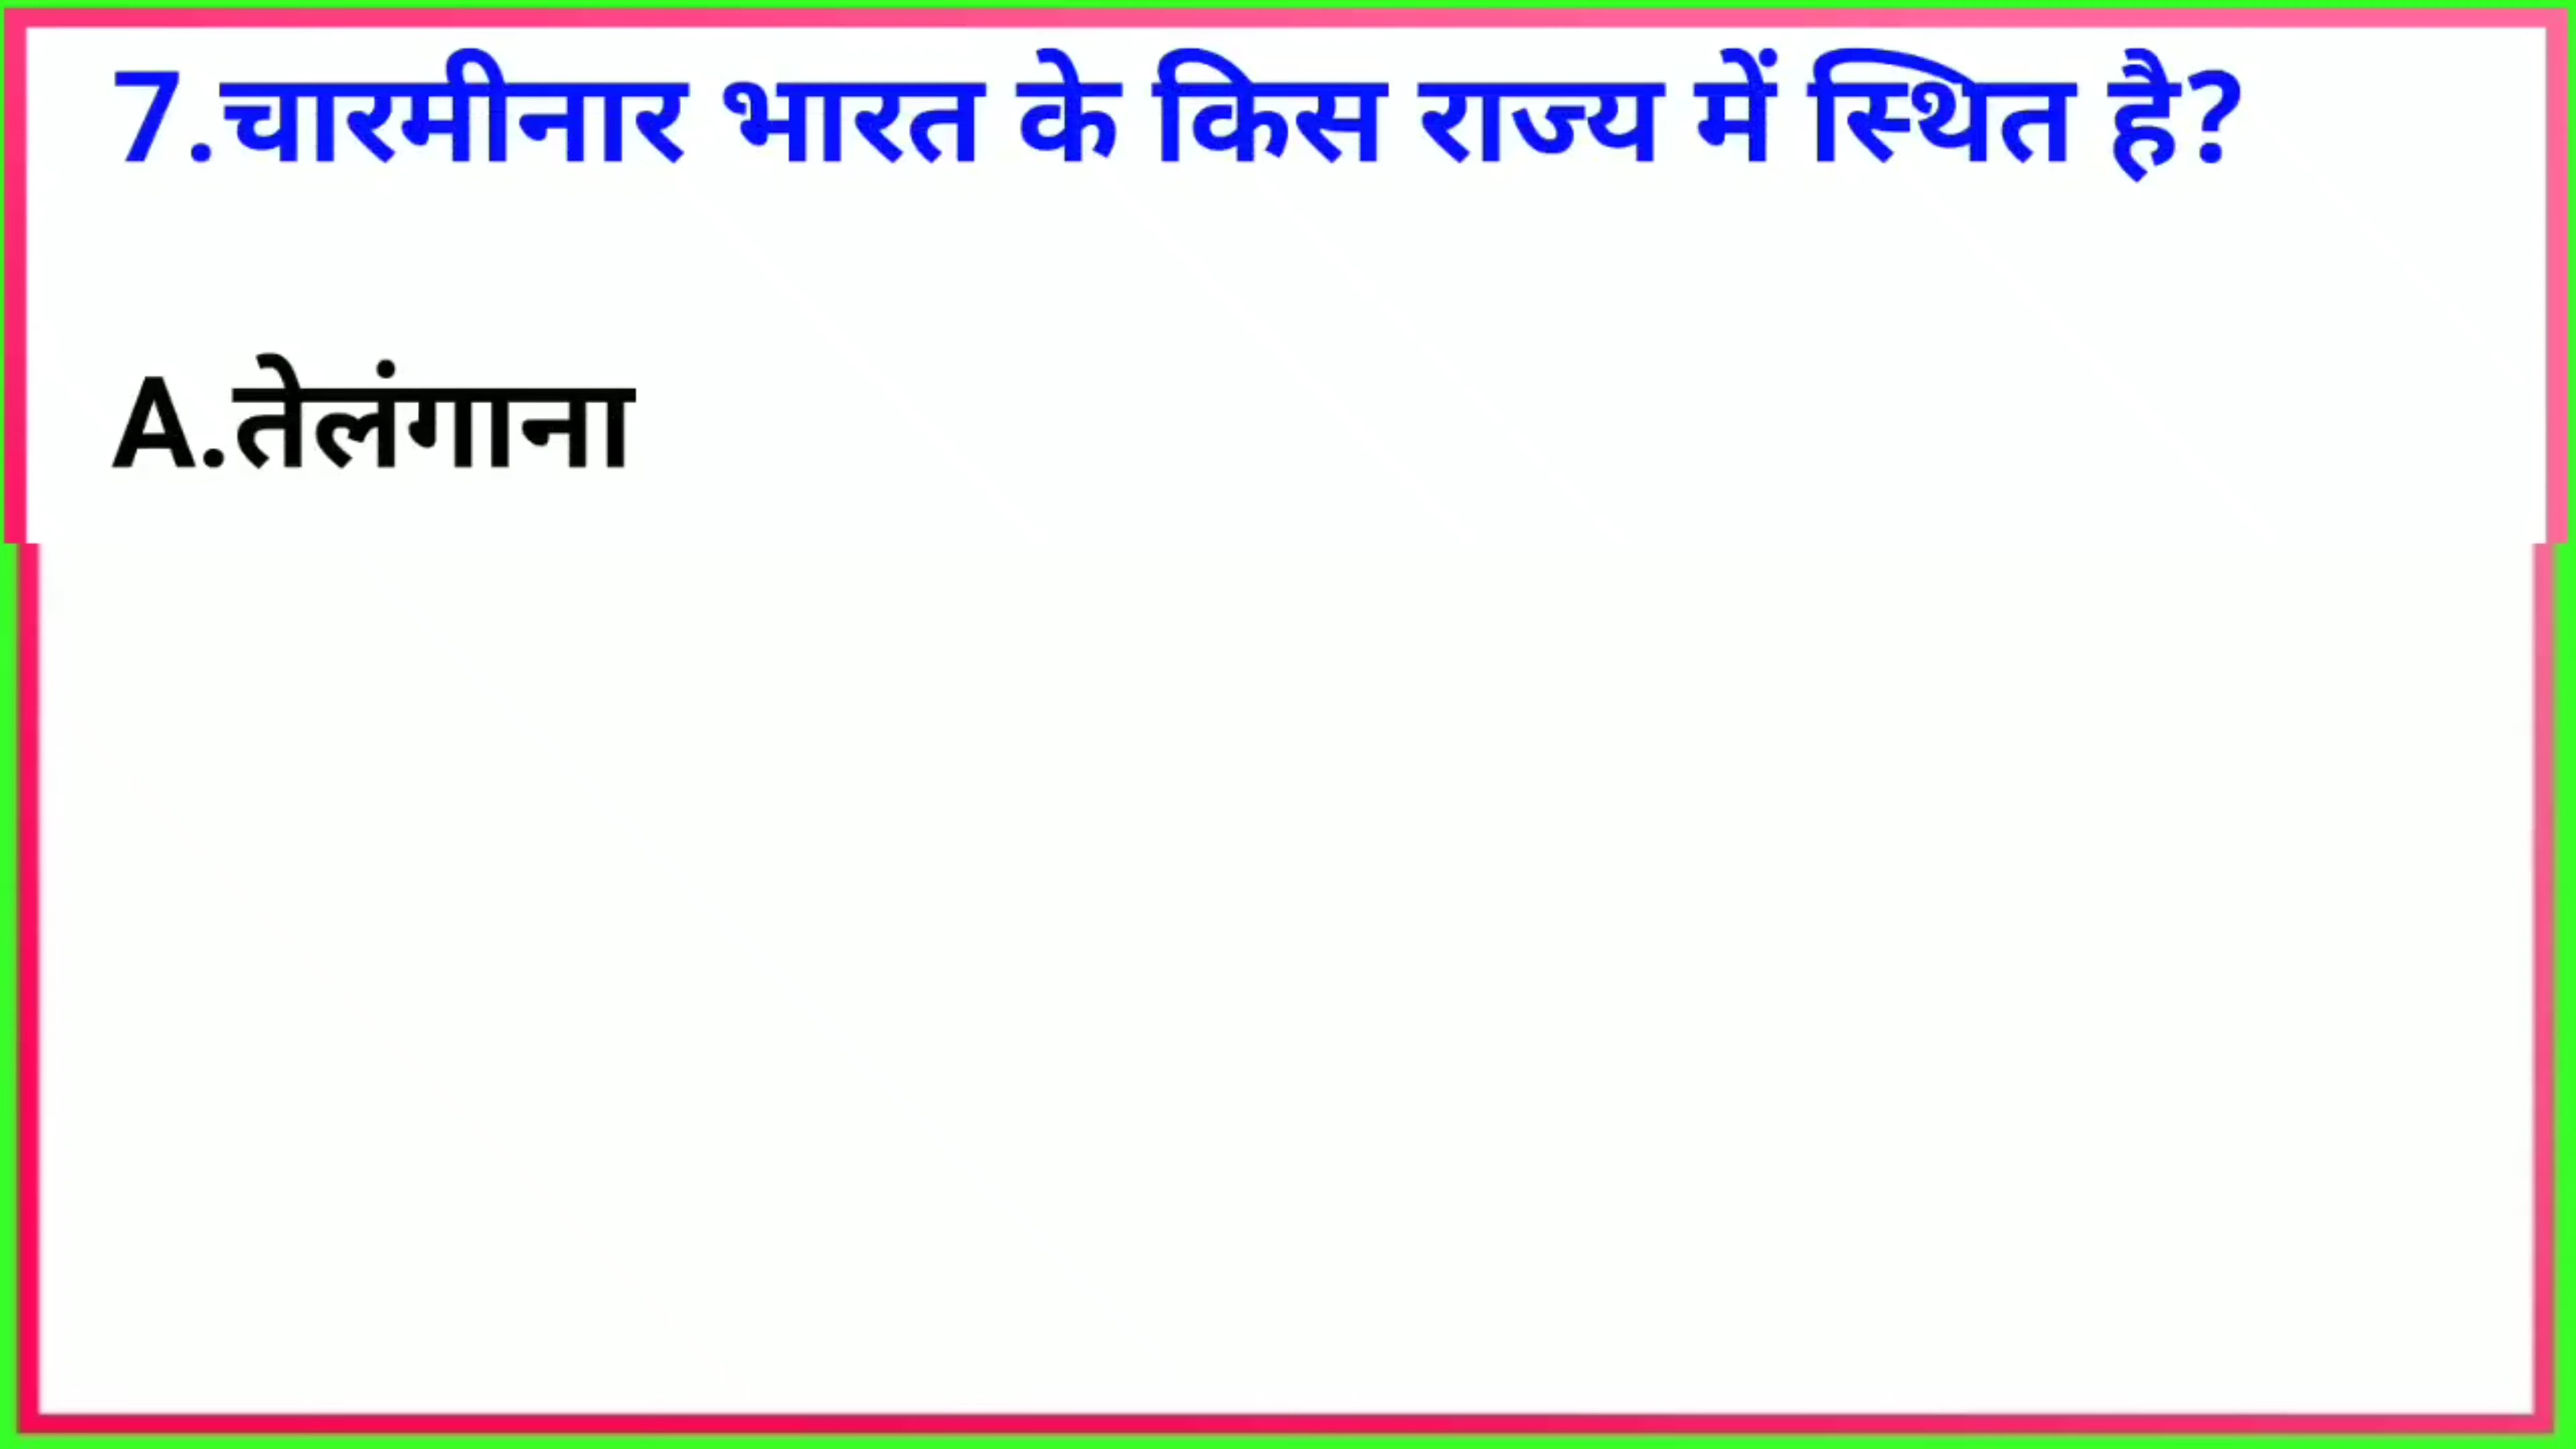 7.चारमीनार भारत के किस राज्य में स्थित है?
A.तेलंगाना